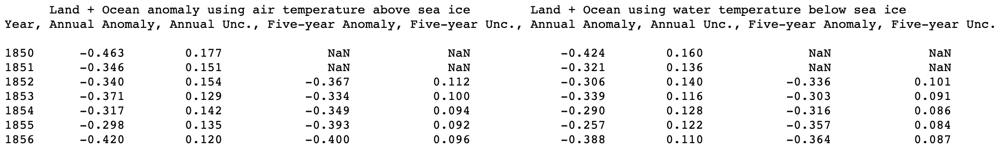 Land + Ocean anomaly using air temperature above sea ice        Land + Ocean using water temperature below sea ice
Year, Annual Anomaly, Annual Unc., Five-year Anomaly, Five-year Unc., Annual Anomaly, Annual Unc., Five-year Anomaly, Five-year Unc.
1850      -0.463        0.177              NaN             NaN            -0.424        0.160              NaN             NaN
1851      -0.346        0.151              NaN             NaN            -0.321        0.136              NaN             NaN
1852      -0.340        0.154           -0.367           0.112            -0.306        0.140           -0.336           0.101
1853      -0.371        0.129           -0.334           0.100            -0.339        0.116           -0.303           0.091
1854      -0.317        0.142           -0.349           0.094            -0.290        0.128           -0.316           0.086
1855      -0.298        0.135           -0.393           0.092            -0.257        0.122           -0.357           0.084
1856      -0.420        0.120           -0.400           0.096            -0.388        0.110           -0.364           0.087